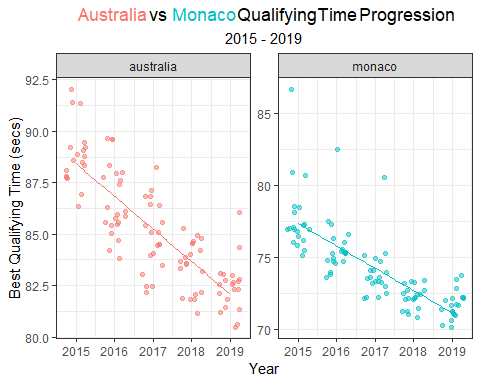 Australia vs Monaco Qualifying Time Progression
2015 - 2019
australia
monaco
92.5
90.0
87.5
85.0
82.5
80.0
85
80
75
70
Best Qualifying Time (secs)
2015 2016 2017 2018 2019
2015 2016 2017 2018 2019
Year